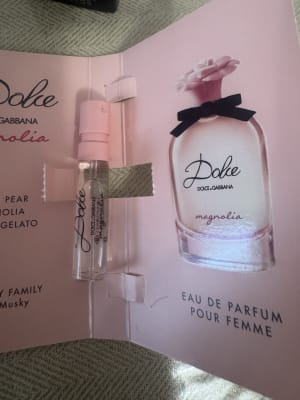 Dolce
GABBANA
magnolia
PEAR
NOLIA
GELATO
Y FAMILY
Musky
Dolce
DOLCE&GABBANA
magnolia
Dolce
DOLCE&GABBANA
magnolia
EAU DE PARFUM
POUR FEMME